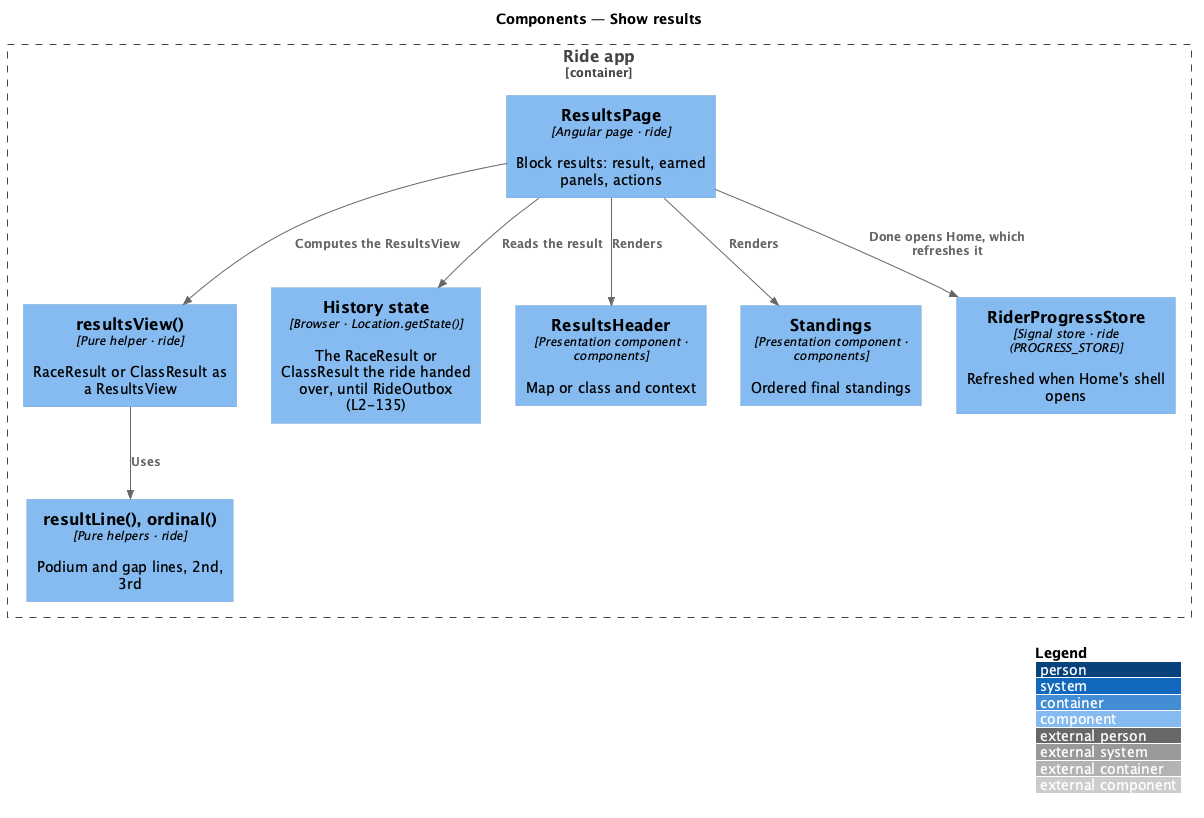 Components — Show results
Ride app
[container]
ResultsPage
[Angular page · ride]
Block results: result, earned
panels, actions
Computes the ResultsView
Reads the result
Renders
Renders
Done opens Home, which
refreshes it
resultsView()
[Pure helper · ride]
RaceResult or ClassResult as
a ResultsView
History state
[Browser · Location.getState()]
The RaceResult or
ClassResult the ride handed
over, until RideOutbox
(L2-135)
ResultsHeader
[Presentation component ·
components]
Map or class and context
Standings
[Presentation component ·
components]
Ordered final standings
RiderProgressStore
[Signal store · ride
(PROGRESS_STORE)]
Refreshed when Home's shell
opens
Uses
resultLine(), ordinal()
[Pure helpers · ride]
Podium and gap lines, 2nd,
3rd
Legend
person
system
container
component
external person
external system
external container
external component